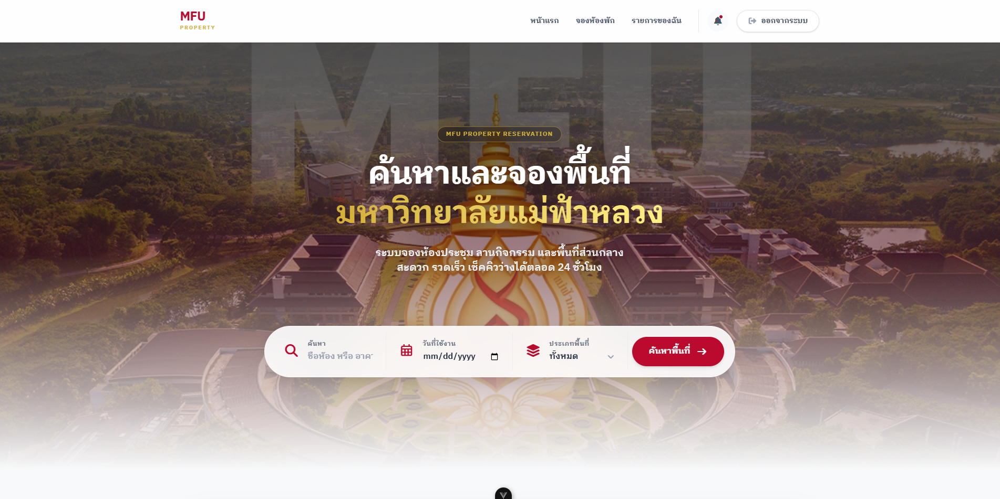 MFU
PROPERTY
หน้าแรก
จองห้องพัก
รายการของฉัน
ออกจากระบบ
MFU
MFU PROPERTY RESERVATION
ค้นหาและจองพื้นที่
มหาวิทยาลัยแม่ฟ้าหลวง
ระบบจองห้องประชุม ลานกิจกรรม และพื้นที่ส่วนกลาง
สะดวก รวดเร็ว เช็คคิวว่างได้ตลอด 24 ชั่วโมง
ค้นหา
ชื่อห้อง หรือ
วันที่ใช้งาน
mm/dd/yyyy
ประเภทพื้นที่
ทั้งหมด
ค้นหาพื้นที่